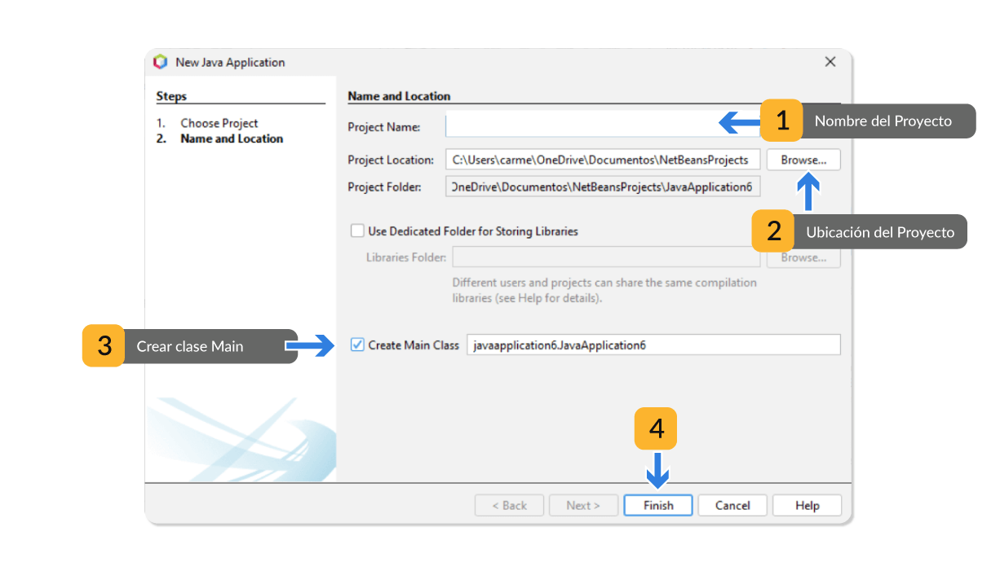 New Java Application
Steps
1. Choose Project
2. Name and Location
Name and Location
Project Name:
1
Nombre del Proyecto
Project Location: C:\Users\carme\OneDrive\Documentos\NetBeansProjects Browse...
Project Folder: OneDrive\Documentos\NetBeansProjects\JavaApplication6
2
Ubicación del Proyecto
Use Dedicated Folder for Storing Libraries
Libraries Folder: Browse...
Different users and projects can share the same compilation
libraries (see Help for details).
3
Crear clase Main
Create Main Class javaapplication6.JavaApplication6
4
< Back Next > Finish Cancel Help